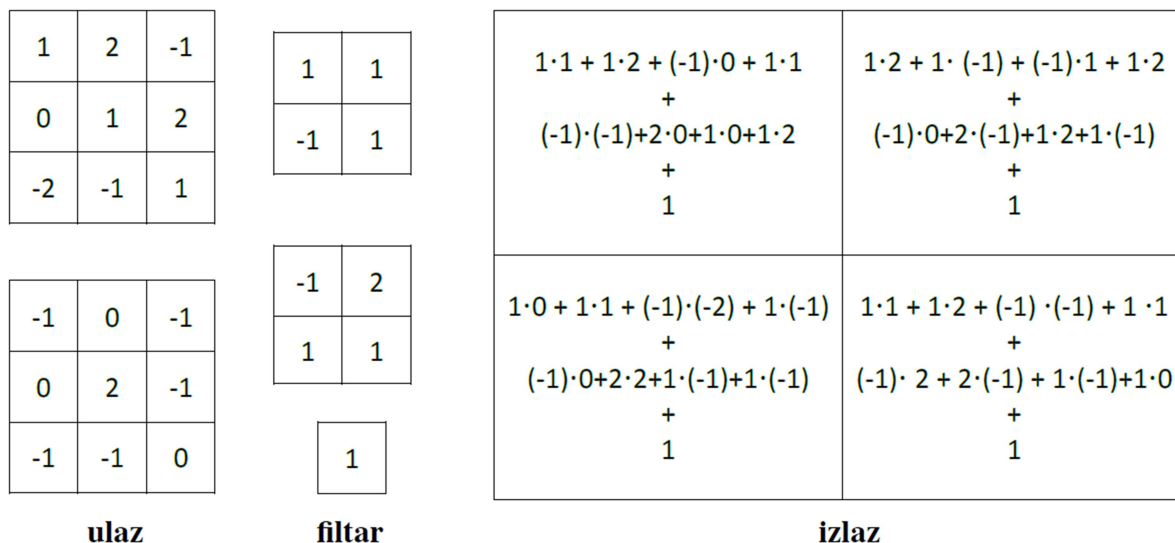 1 2 -1
0 1 2
-2 -1 1
-1 0 -1
0 2 -1
-1 -1 0
ulaz
1 1
-1 1
-1 2
1 1
1
filtar
1·1 + 1·2 + (-1)·0 + 1·1
+
(-1)·(-1)+2·0+1·0+1·2
+
1
1·2 + 1· (-1) + (-1)·1 + 1·2
+
(-1)·0+2·(-1)+1·2+1·(-1)
+
1
1·0 + 1·1 + (-1)·(-2) + 1·(-1)
+
(-1)·0+2·2+1·(-1)+1·(-1)
+
1
1·1 + 1·2 + (-1) ·(-1) + 1 ·1
+
(-1)· 2 + 2·(-1) + 1·(-1)+1·0
+
1
izlaz